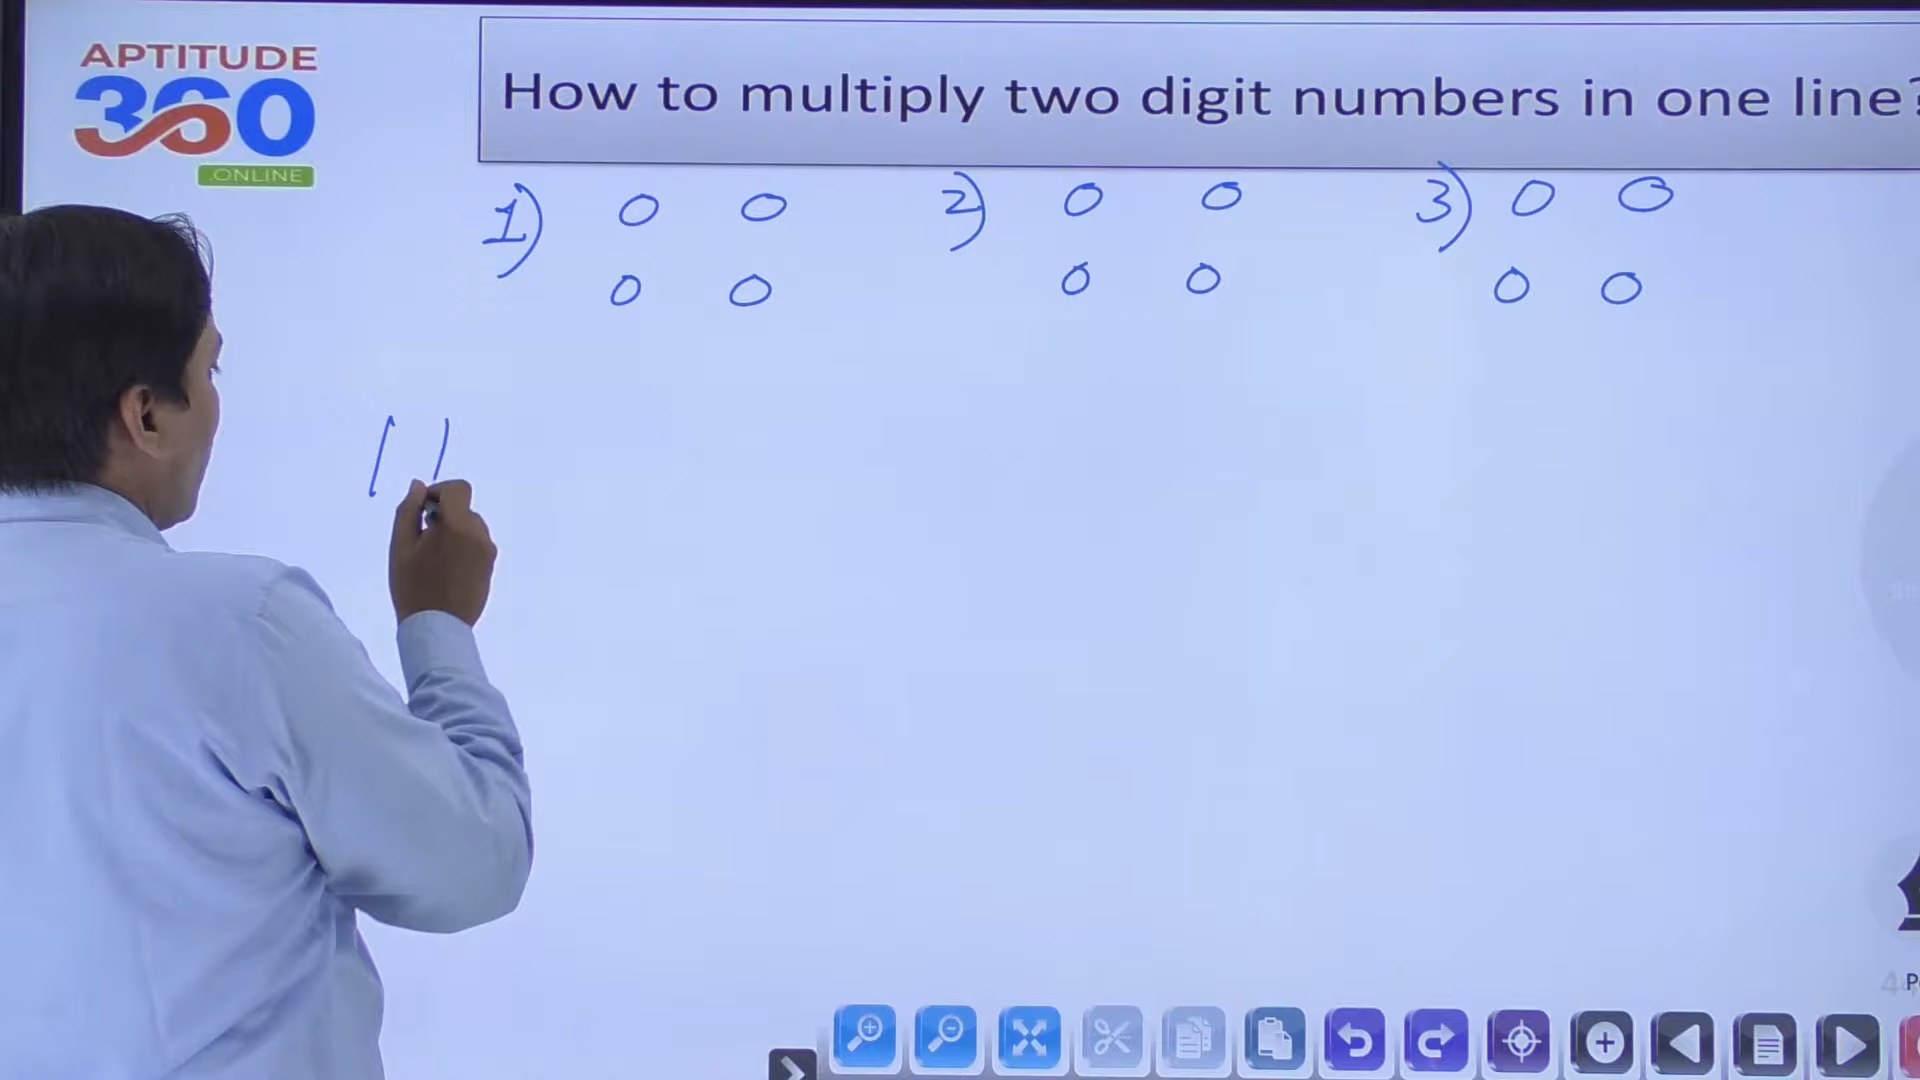 APTITUDE
360
.ONLINE
How to multiply two digit numbers in one line?
1) 0 0 2) 0 0 3) 0 0
0 0 0 0 0 0
11